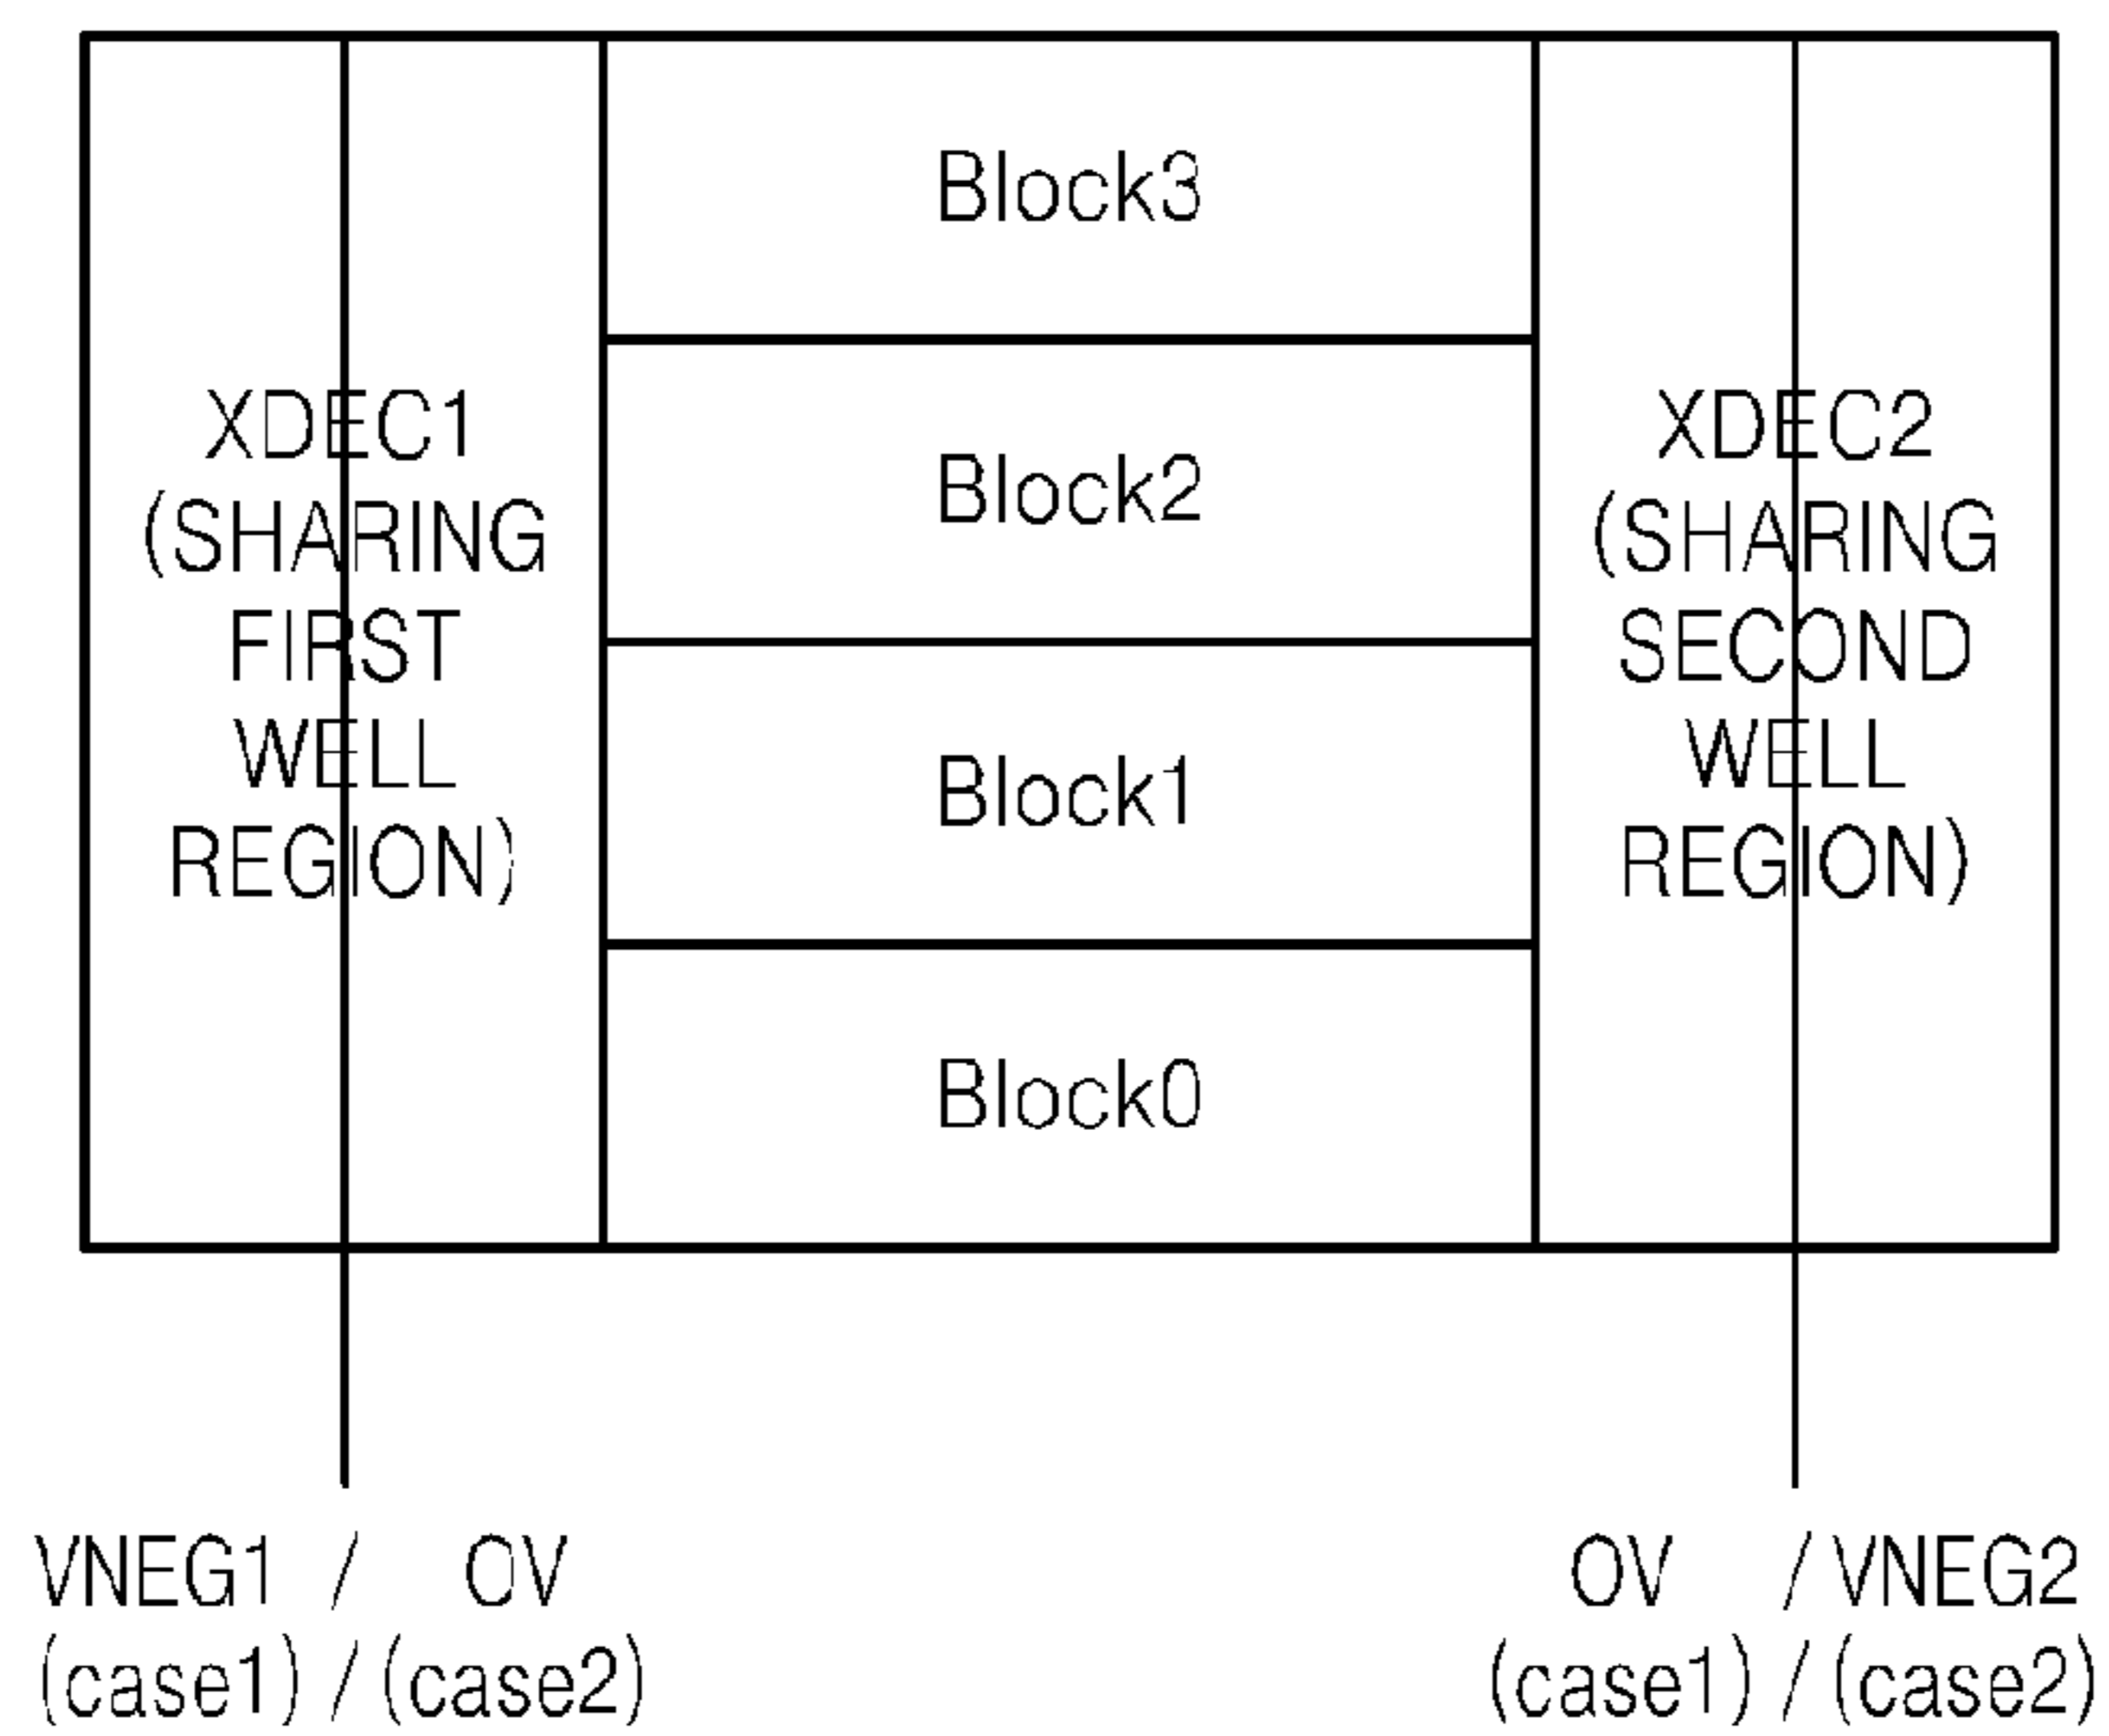 Block3
XDEC1
(SHARING
FIRST
WELL
REGION)
Block2
Block1
Block0
XDEC2
(SHARING
SECOND
WELL
REGION)
VNEG1 / 0V
(case1) / (case2)
0V / VNEG2
(case1) / (case2)